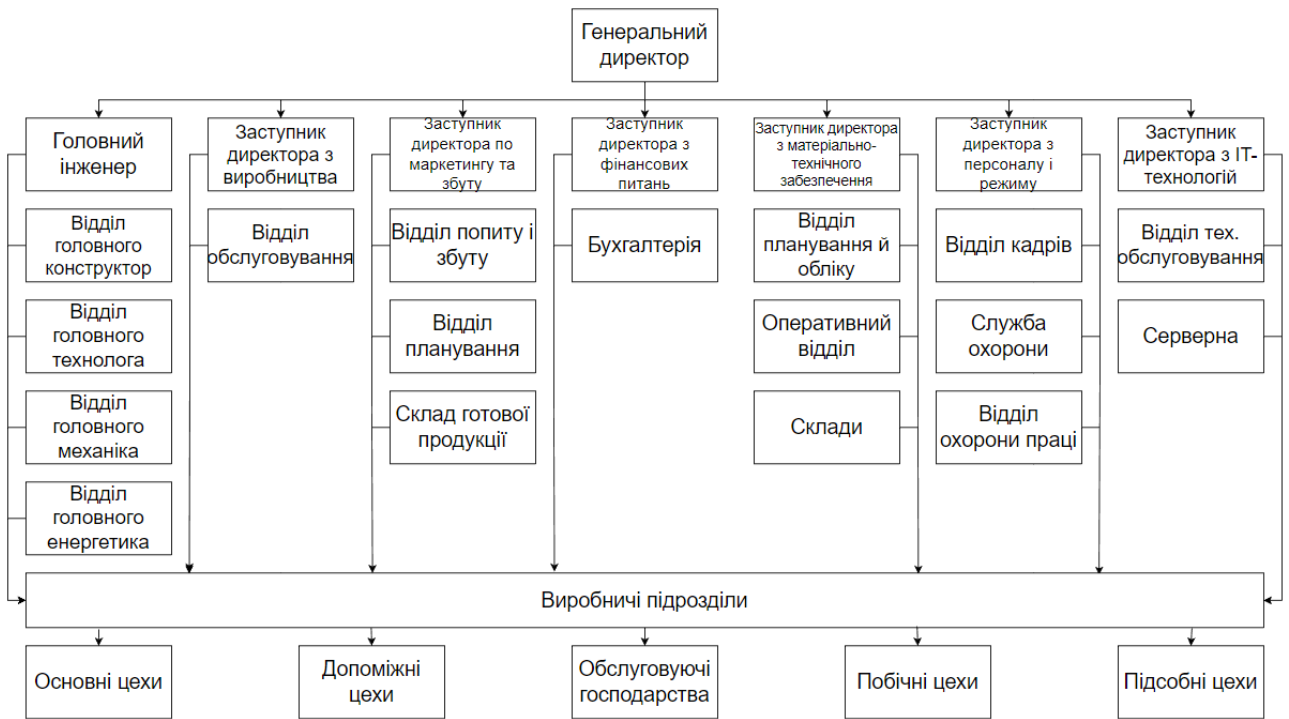 Генеральний
директор
Головний
інженер
Заступник
директора з
виробництва
Заступник
директора по
маркетингу та
збуту
Заступник
директора з
фінансових
питань
Заступник директора
з матеріально-
технічного
забезпечення
Заступник
директора з
персоналу і
режиму
Заступник
директора з ІТ-
технологій
Відділ
головного
конструктор
Відділ
обслуговування
Відділ попиту і
збуту
Бухгалтерія
Відділ
планування й
обліку
Відділ кадрів
Відділ тех.
обслуговування
Відділ
головного
технолога
Відділ
планування
Оперативний
відділ
Служба
охорони
Серверна
Відділ
головного
механіка
Склад готової
продукції
Склади
Відділ
охорони праці
Відділ
головного
енергетика
Виробничі підрозділи
Основні цехи
Допоміжні
цехи
Обслуговуючі
господарства
Побічні цехи
Підсобні цехи